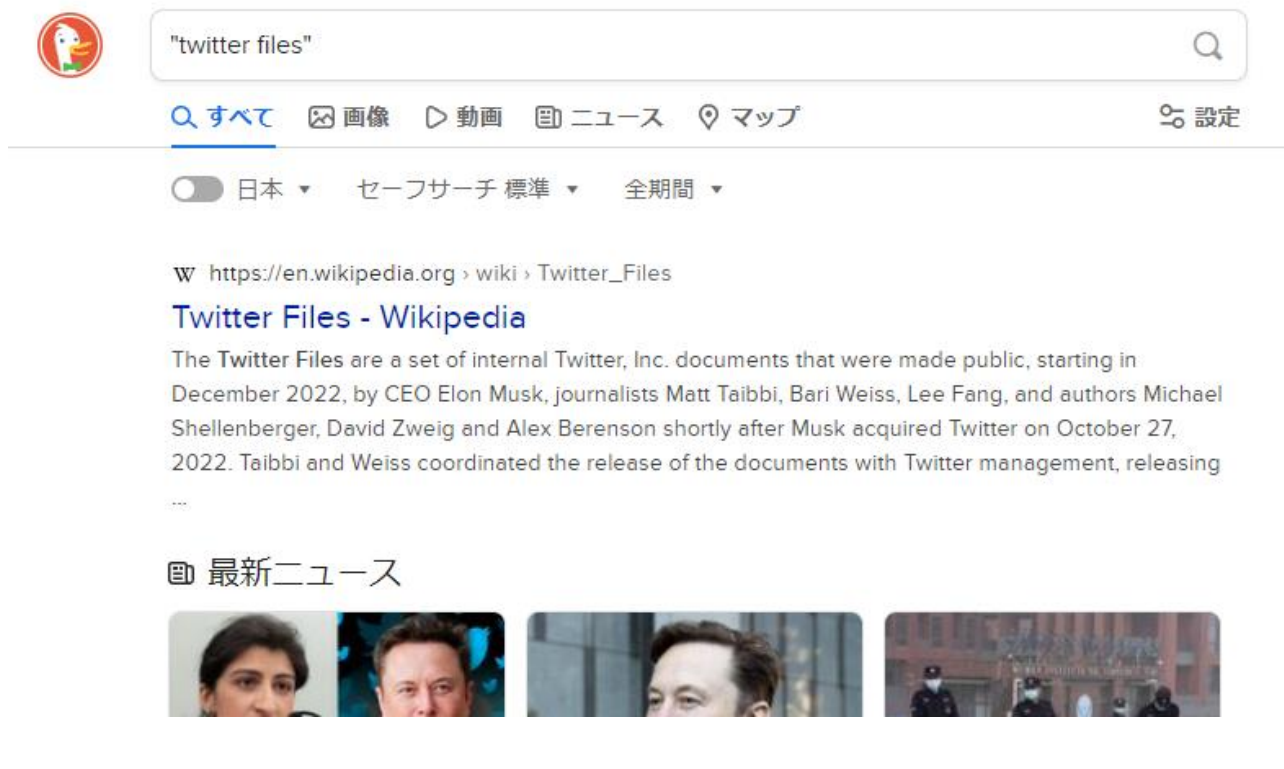 "twitter files"
すべて 画像 動画 ニュース マップ 設定
日本 ▼ セーフサーチ 標準 ▼ 全期間 ▼
W https://en.wikipedia.org › wiki › Twitter_Files
Twitter Files - Wikipedia
The Twitter Files are a set of internal Twitter, Inc. documents that were made public, starting in
December 2022, by CEO Elon Musk, journalists Matt Taibbi, Bari Weiss, Lee Fang, and authors Michael
Shellenberger, David Zweig and Alex Berenson shortly after Musk acquired Twitter on October 27,
2022. Taibbi and Weiss coordinated the release of the documents with Twitter management, releasing
...
最新ニュース